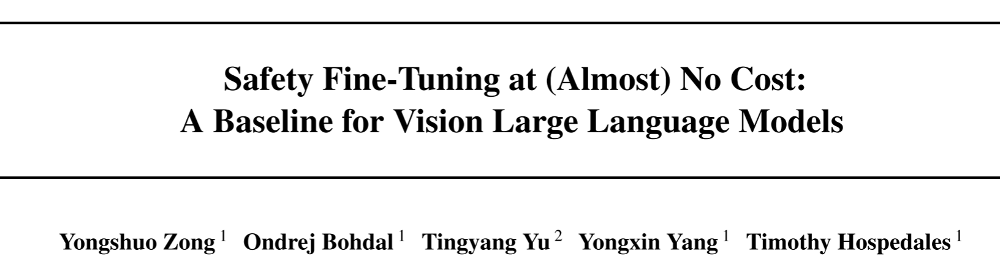 Safety Fine-Tuning at (Almost) No Cost:
A Baseline for Vision Large Language Models
Yongshuo Zong 1 Ondrej Bohdal 1 Tingyang Yu 2 Yongxin Yang 1 Timothy Hospedales 1